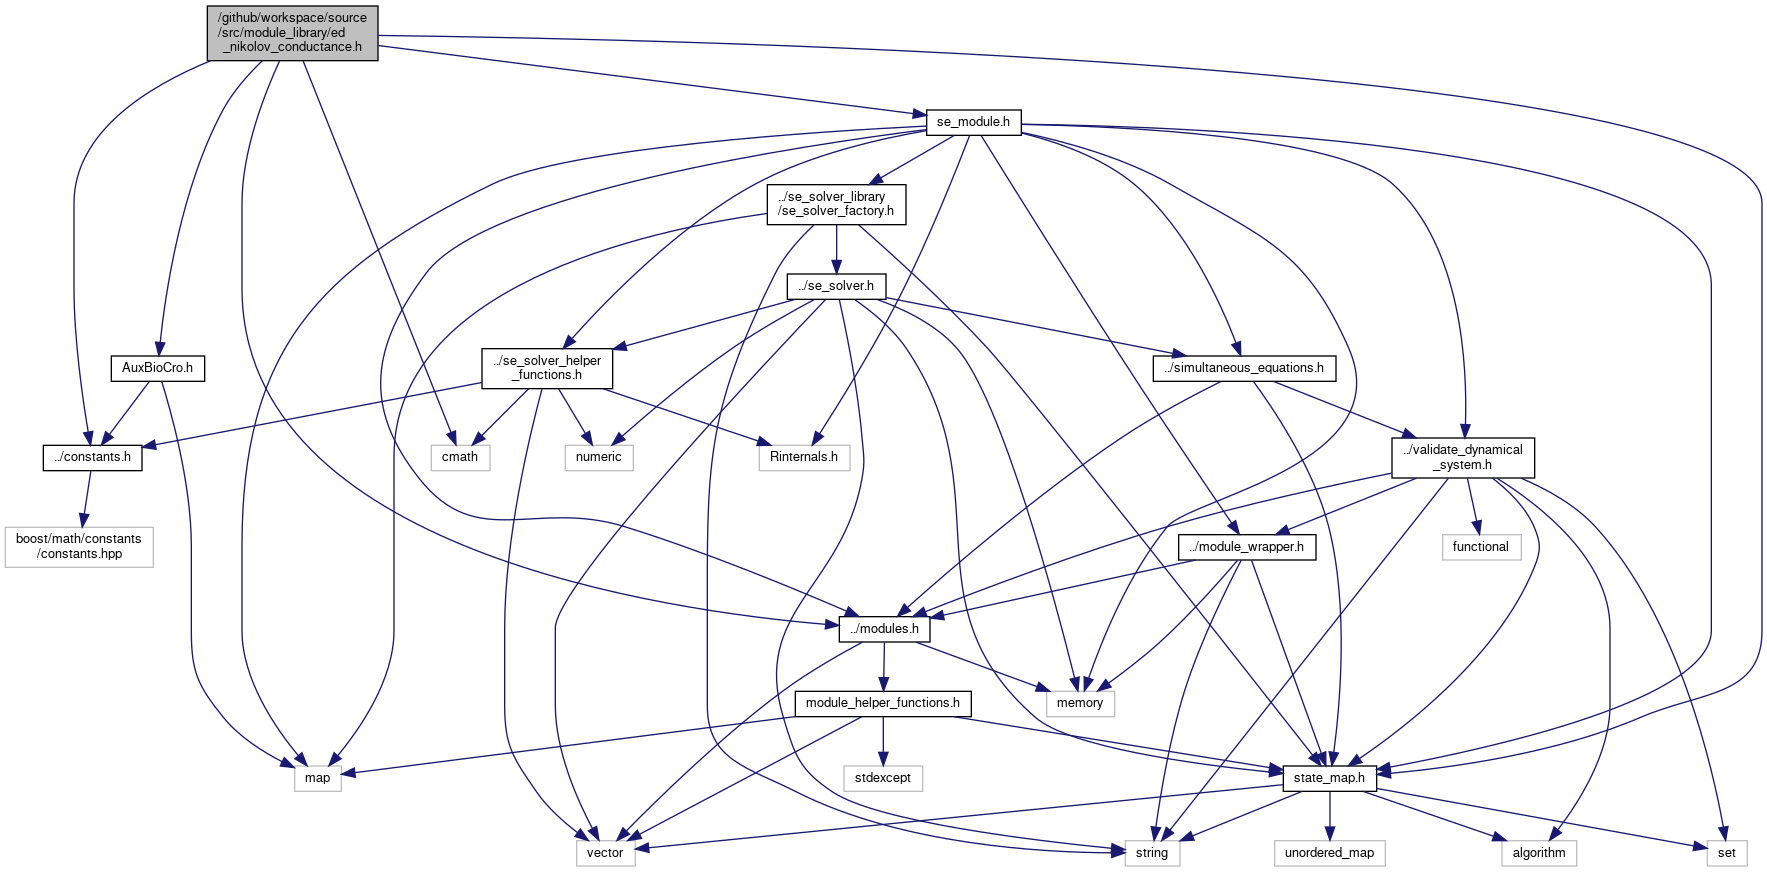 /github/workspace/source
/src/module_library/ed
_nikolov_conductance.h
se_module.h
../se_solver_library
/se_solver_factory.h
../se_solver.h
../se_solver_helper
_functions.h
../simultaneous_equations.h
AuxBioCro.h
../constants.h
cmath
numeric
Rinternals.h
../validate_dynamical
_system.h
boost/math/constants
/constants.hpp
../module_wrapper.h
functional
../modules.h
module_helper_functions.h
memory
map
stdexcept
state_map.h
vector
string
unordered_map
algorithm
set